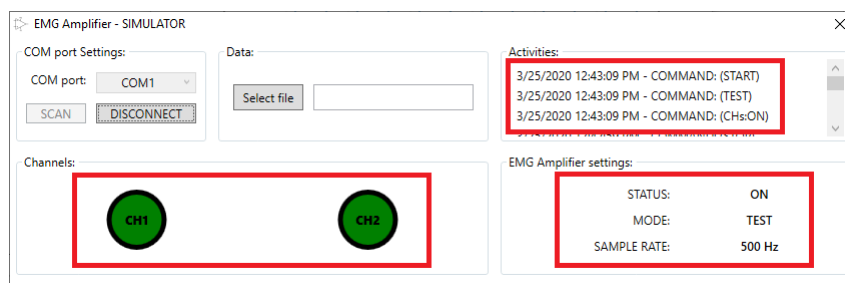 EMG Amplifier - SIMULATOR
COM port Settings:
COM port:
COM1
SCAN
DISCONNECT
Data:
Select file
Activities:
3/25/2020 12:43:09 PM - COMMAND: (START)
3/25/2020 12:43:09 PM - COMMAND: (TEST)
3/25/2020 12:43:09 PM - COMMAND: (CHs:ON)
Channels:
CH1
CH2
EMG Amplifier settings:
STATUS: ON
MODE: TEST
SAMPLE RATE: 500 Hz